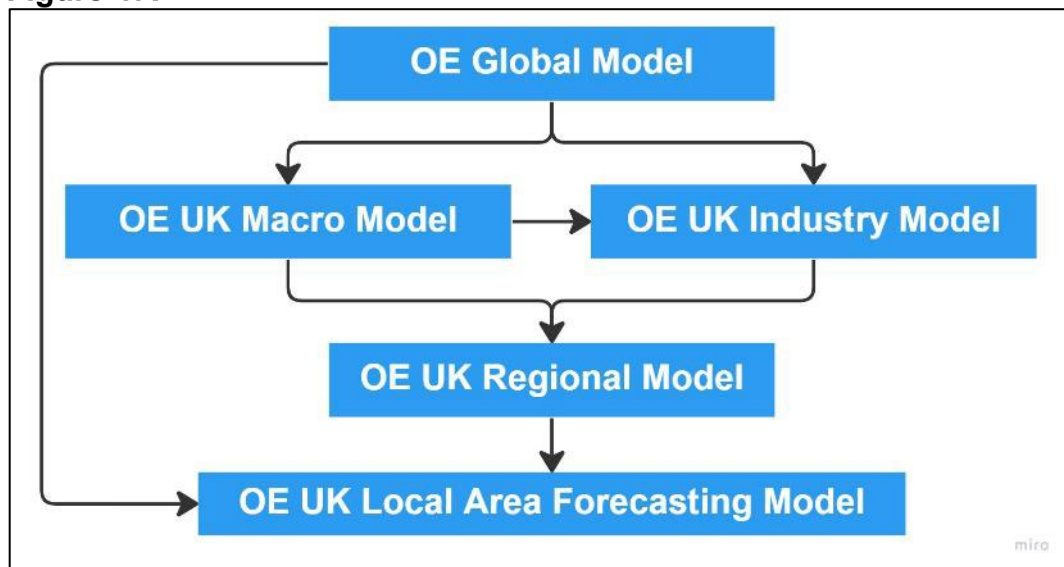 OE Global Model
OE UK Macro Model
OE UK Industry Model
OE UK Regional Model
OE UK Local Area Forecasting Model
miro